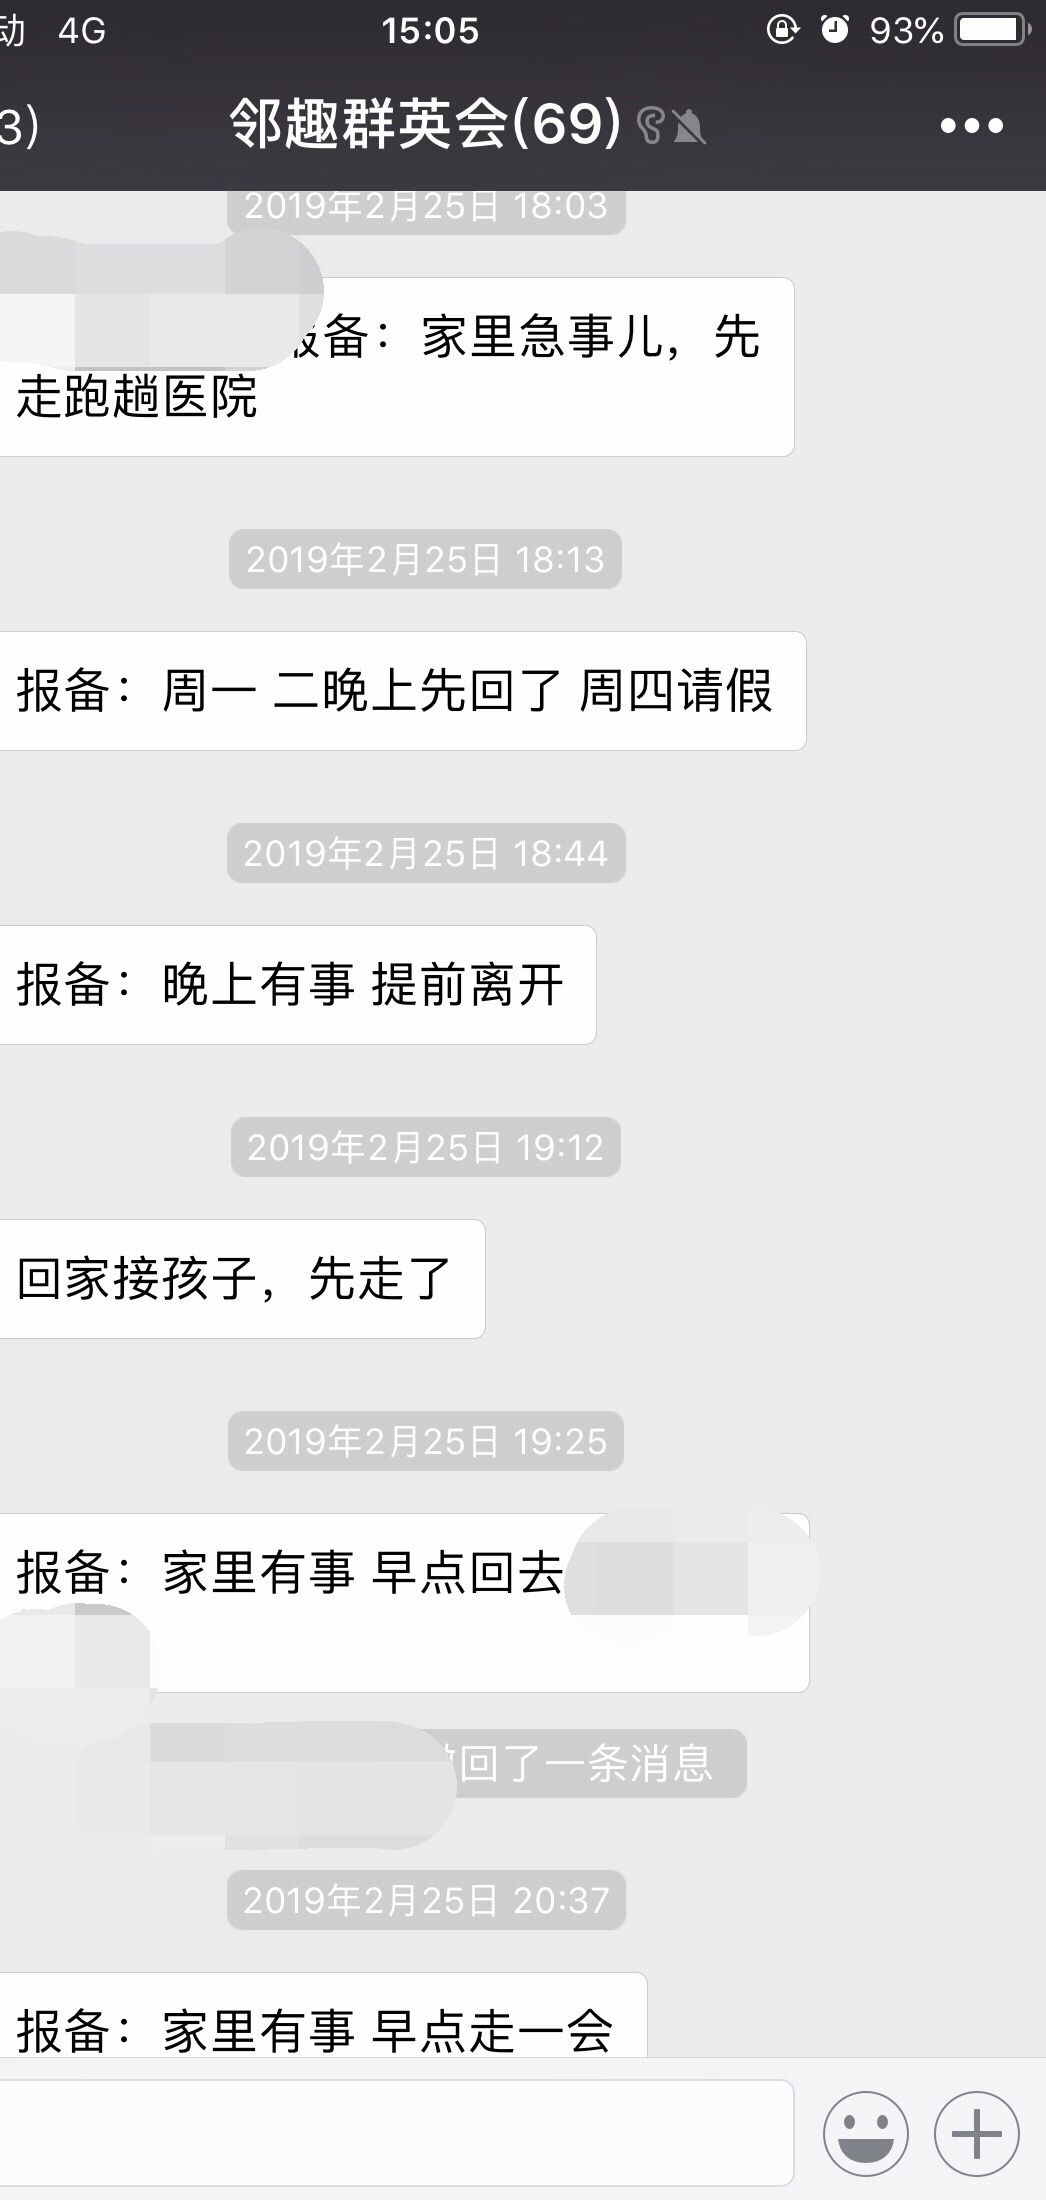 动 4G 15:05 93%
3) 邻趣群英会(69)
2019年2月25日 18:03
报备：家里急事儿，先
走跑趟医院
2019年2月25日 18:13
报备：周一 二晚上先回了 周四请假
2019年2月25日 18:44
报备：晚上有事 提前离开
2019年2月25日 19:12
回家接孩子，先走了
2019年2月25日 19:25
报备：家里有事 早点回去
回了一条消息
2019年2月25日 20:37
报备：家里有事 早点走一会